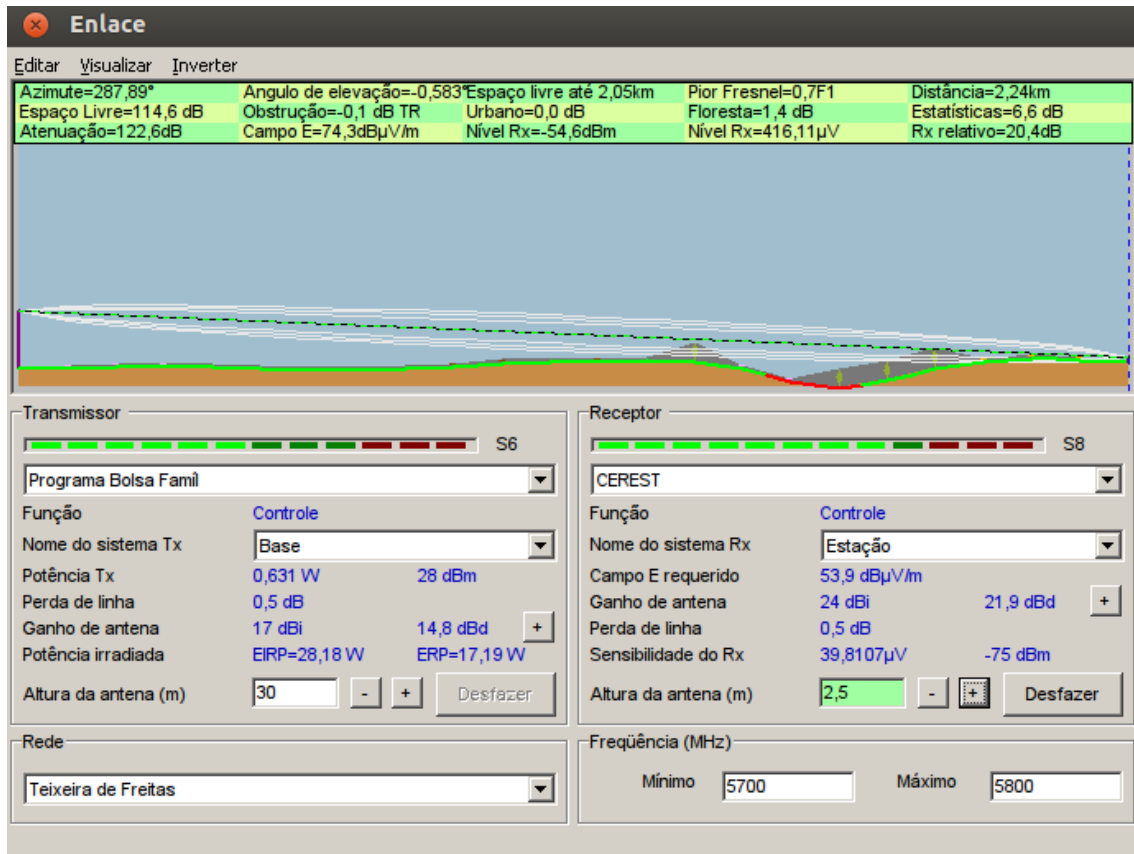 Enlace
Editar Visualizar Inverter
Azimute=287,89° Angulo de elevação=-0,583° Espaço livre até 2,05km Pior Fresnel=0,7F1 Distância=2,24km
Espaço Livre=114,6 dB Obstrução=-0,1 dB TR Urbano=0,0 dB Floresta=1,4 dB Estatísticas=6,6 dB
Atenuação=122,6dB Campo E=74,3dBµV/m Nível Rx=-54,6dBm Nível Rx=416,11µV Rx relativo=20,4dB
Transmissor
S6
Programa Bolsa Famîl
Função Controle
Nome do sistema Tx Base
Potência Tx 0,631 W 28 dBm
Perda de linha 0,5 dB
Ganho de antena 17 dBi 14,8 dBd +
Potência irradiada EIRP=28,18 W ERP=17,19 W
Altura da antena (m) 30 - + Desfazer
Rede
Teixeira de Freitas
Receptor
S8
CEREST
Função Controle
Nome do sistema Rx Estação
Campo E requerido 53,9 dBµV/m
Ganho de antena 24 dBi 21,9 dBd +
Perda de linha 0,5 dB
Sensibilidade do Rx 39,8107µV -75 dBm
Altura da antena (m) 2,5 - + Desfazer
Freqüência (MHz)
Mínimo 5700 Máximo 5800